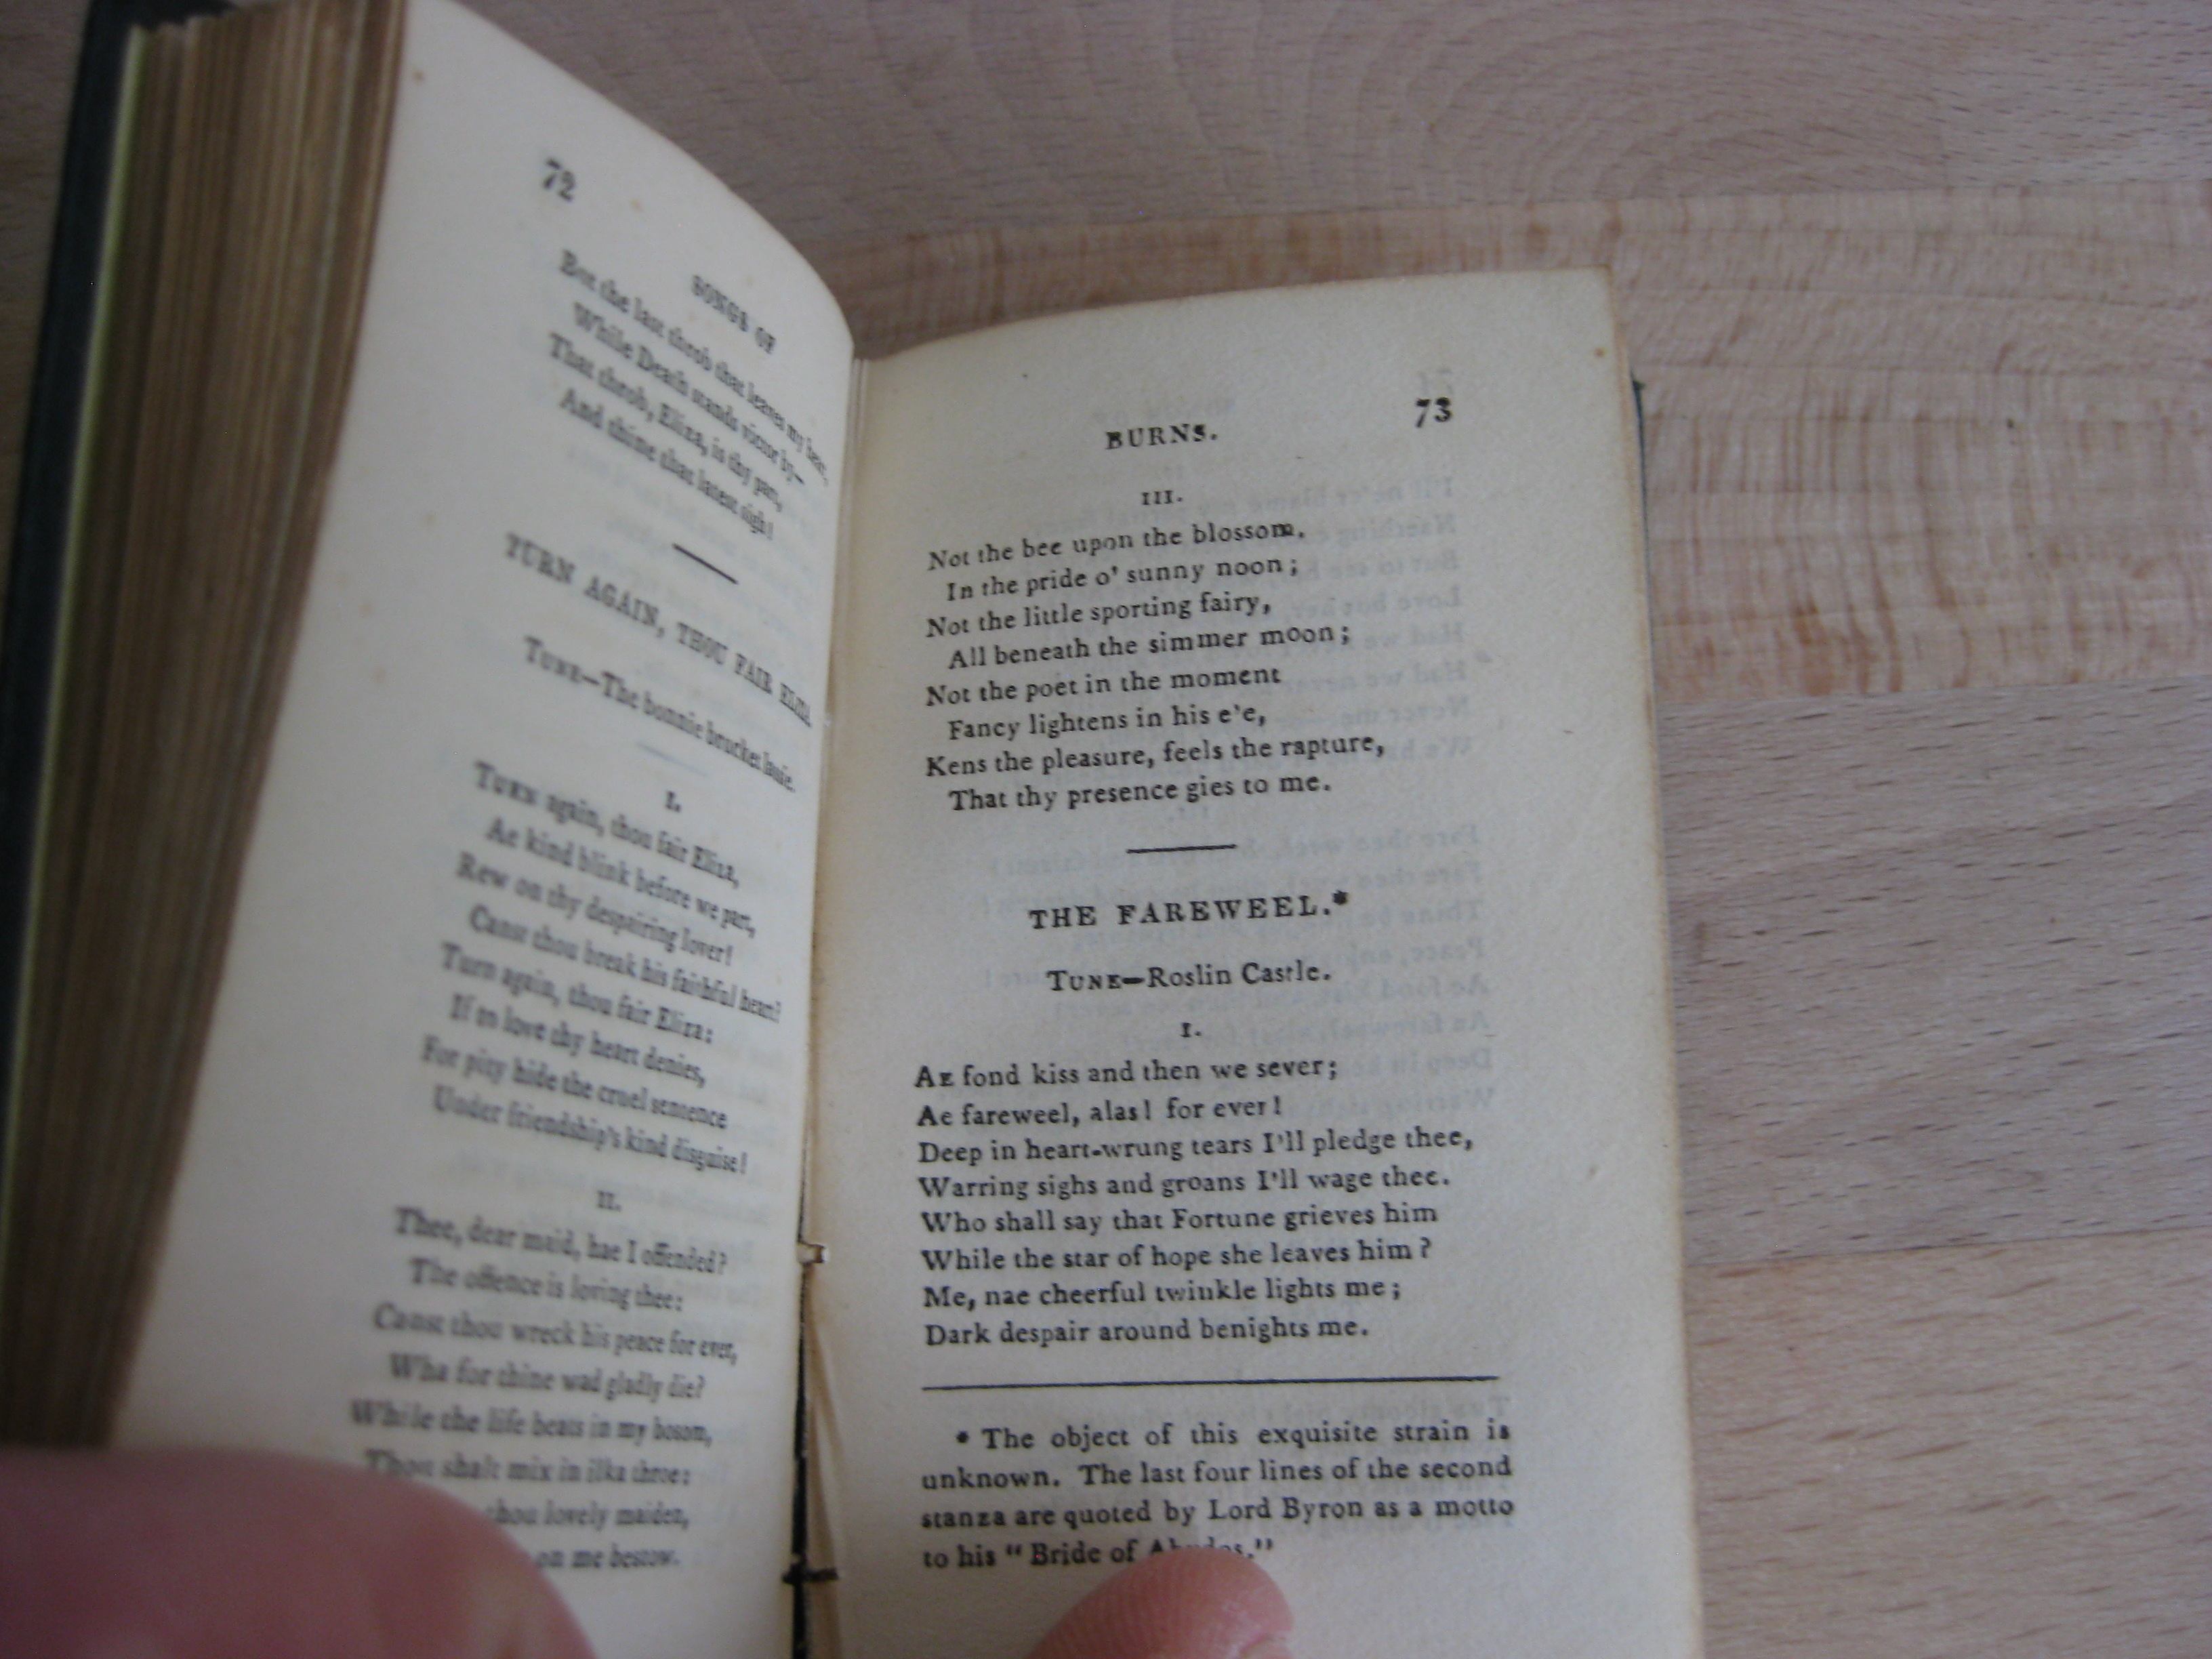 72
SONGS OF
But the last throb that leaves my heart,
While Death stands victor by—
That throb, Eliza, is thy part,
And thine that latest sigh!
TURN AGAIN, THOU FAIR ELIZA.
TUNE—The bonnie brucket lassie.
I.
TURN again, thou fair Eliza,
Ae kind blink before we part,
Rew on thy despairing lover!
Canst thou break his faithful heart?
Turn again, thou fair Eliza:
If to love thy heart denies,
For pity hide the cruel sentence
Under friendship's kind disguise!
II.
Thee, dear maid, hae I offended?
The offence is loving thee:
Canst thou wreck his peace for ever,
Wha for thine wad gladly die?
While the life beats in my bosom,
Thou shalt mix in ilka throe:
thou lovely maiden,
on me bestow.
73
BURNS.
III.
Not the bee upon the blossom,
In the pride o' sunny noon;
Not the little sporting fairy,
All beneath the simmer moon;
Not the poet in the moment
Fancy lightens in his e'e,
Kens the pleasure, feels the rapture,
That thy presence gies to me.
THE FAREWEEL.*
TUNE—Roslin Castle.
I.
AE fond kiss and then we sever;
Ae fareweel, alas! for ever!
Deep in heart-wrung tears I'll pledge thee,
Warring sighs and groans I'll wage thee.
Who shall say that Fortune grieves him
While the star of hope she leaves him?
Me, nae cheerful twinkle lights me;
Dark despair around benights me.
* The object of this exquisite strain is
unknown. The last four lines of the second
stanza are quoted by Lord Byron as a motto
to his "Bride of Abydos."